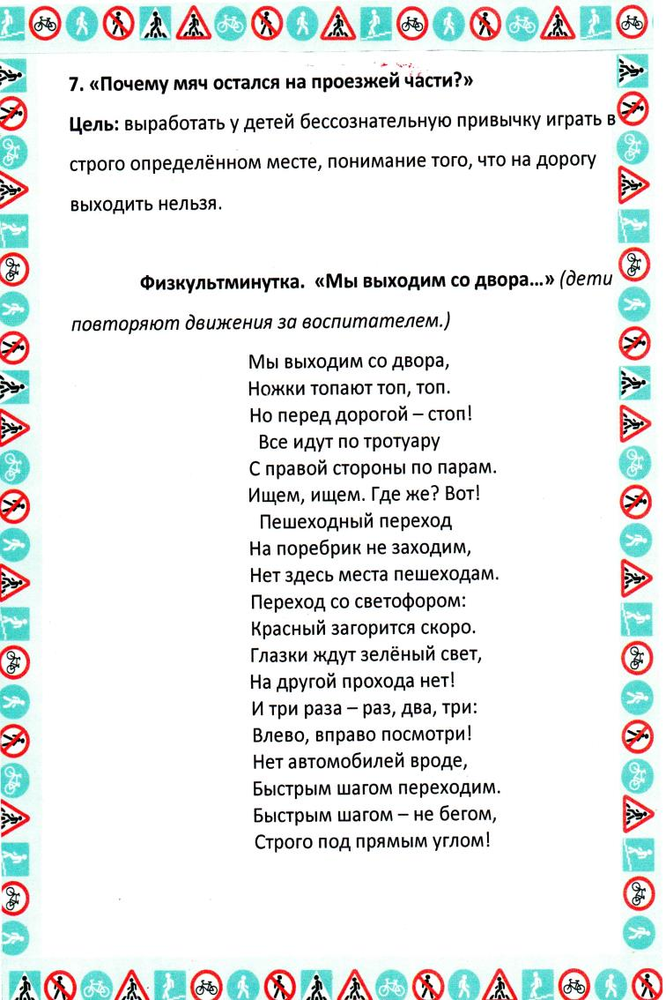 7. «Почему мяч остался на проезжей части?»
Цель: выработать у детей бессознательную привычку играть в
строго определённом месте, понимание того, что на дорогу
выходить нельзя.
Физкультминутка. «Мы выходим со двора…» (дети
повторяют движения за воспитателем.)
Мы выходим со двора,
Ножки топают топ, топ.
Но перед дорогой – стоп!
Все идут по тротуару
С правой стороны по парам.
Ищем, ищем. Где же? Вот!
Пешеходный переход
На поребрик не заходим,
Нет здесь места пешеходам.
Переход со светофором:
Красный загорится скоро.
Глазки ждут зелёный свет,
На другой прохода нет!
И три раза – раз, два, три:
Влево, вправо посмотри!
Нет автомобилей вроде,
Быстрым шагом переходим.
Быстрым шагом – не бегом,
Строго под прямым углом!